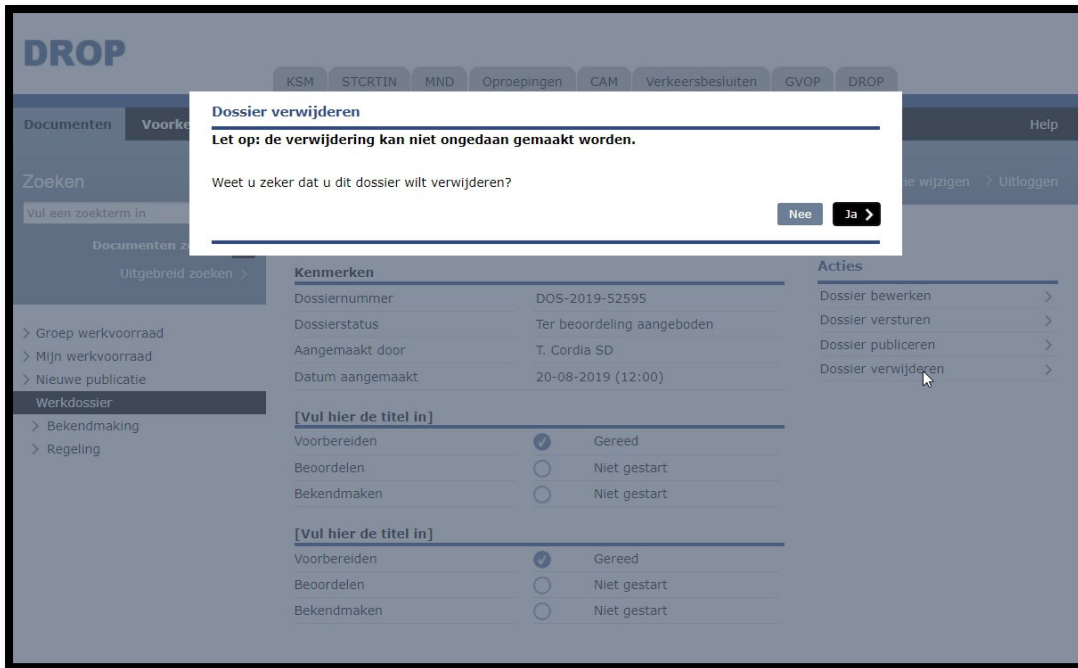 DROP
KSM STCRTIN MND Oproepingen CAM Verkeersbesluiten GVOP DROP
Documenten Voorke Help
Dossier verwijderen
Let op: de verwijdering kan niet ongedaan gemaakt worden.
Weet u zeker dat u dit dossier wilt verwijderen?
Nee Ja
Zoeken
Vul een zoekterm in
Documenten z
Uitgebreid zoeken >
ie wijzigen > Uitloggen
> Groep werkvoorraad
> Mijn werkvoorraad
> Nieuwe publicatie
Werkdossier
> Bekendmaking
> Regeling
Kenmerken
Dossiernummer DOS-2019-52595
Dossierstatus Ter beoordeling aangeboden
Aangemaakt door T. Cordia SD
Datum aangemaakt 20-08-2019 (12:00)
[Vul hier de titel in]
Voorbereiden Gereed
Beoordelen Niet gestart
Bekendmaken Niet gestart
[Vul hier de titel in]
Voorbereiden Gereed
Beoordelen Niet gestart
Bekendmaken Niet gestart
Acties
Dossier bewerken >
Dossier versturen >
Dossier publiceren >
Dossier verwijderen >